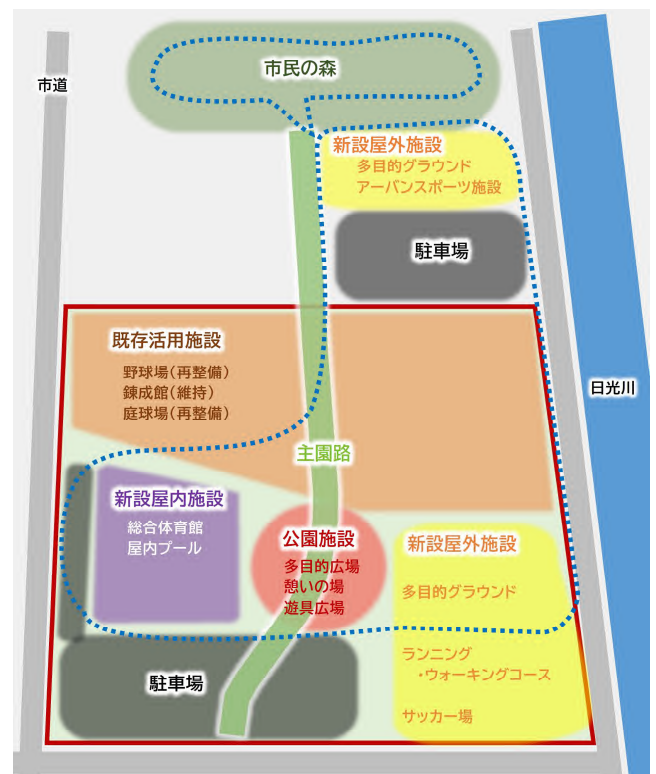 市民の森
市道
新設屋外施設
多目的グラウンド
アーバンスポーツ施設
駐車場
既存活用施設
野球場(再整備)
錬成館(維持)
庭球場(再整備)
日光川
主園路
新設屋内施設
総合体育館
屋内プール
公園施設
多目的広場
憩いの場
遊具広場
新設屋外施設
多目的グラウンド
ランニング
・ウォーキングコース
サッカー場
駐車場